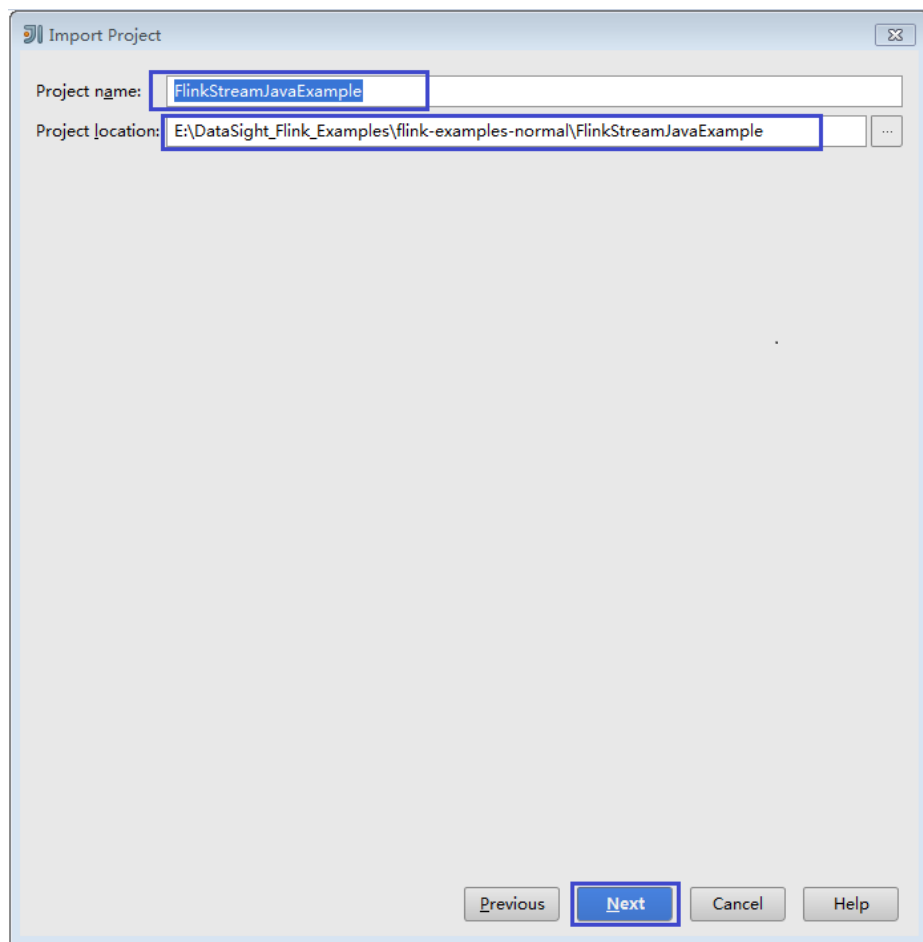 Import Project
Project name: FlinkStreamJavaExample
Project location: E:\DataSight_Flink_Examples\flink-examples-normal\FlinkStreamJavaExample ...
Previous Next Cancel Help